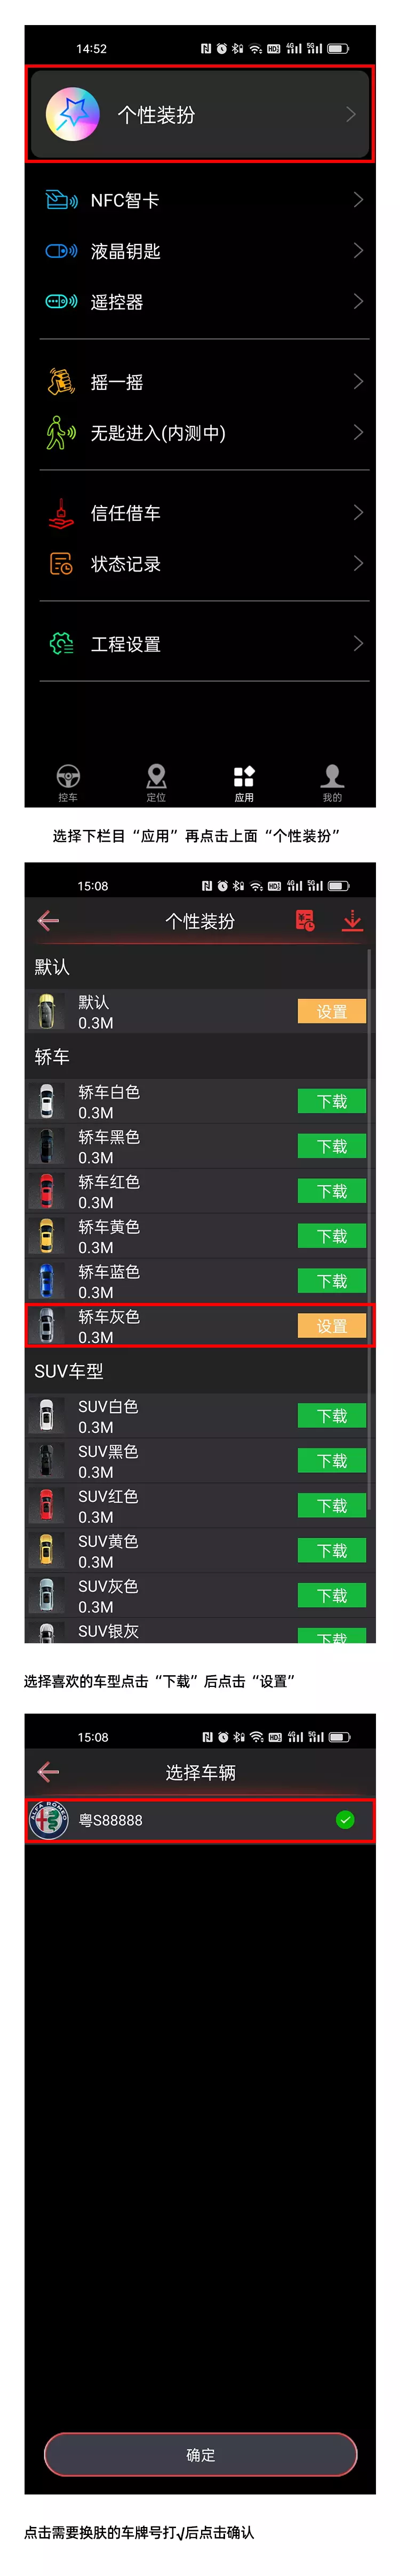 14:52
个性装扮
NFC智卡
液晶钥匙
遥控器
摇一摇
无匙进入(内测中)
信任借车
状态记录
工程设置
控车 定位 应用 我的
选择下栏目“应用”再点击上面“个性装扮”
15:08
个性装扮
默认
默认
0.3M
设置
轿车
轿车白色
0.3M
下载
轿车黑色
0.3M
下载
轿车红色
0.3M
下载
轿车黄色
0.3M
下载
轿车蓝色
0.3M
下载
轿车灰色
0.3M
设置
SUV车型
SUV白色
0.3M
下载
SUV黑色
0.3M
下载
SUV红色
0.3M
下载
SUV黄色
0.3M
下载
SUV灰色
0.3M
下载
SUV银灰
下载
选择喜欢的车型点击“下载”后点击“设置”
15:08
选择车辆
ALFA ROMEO
粤S88888
确定
点击需要换肤的车牌号打√后点击确认